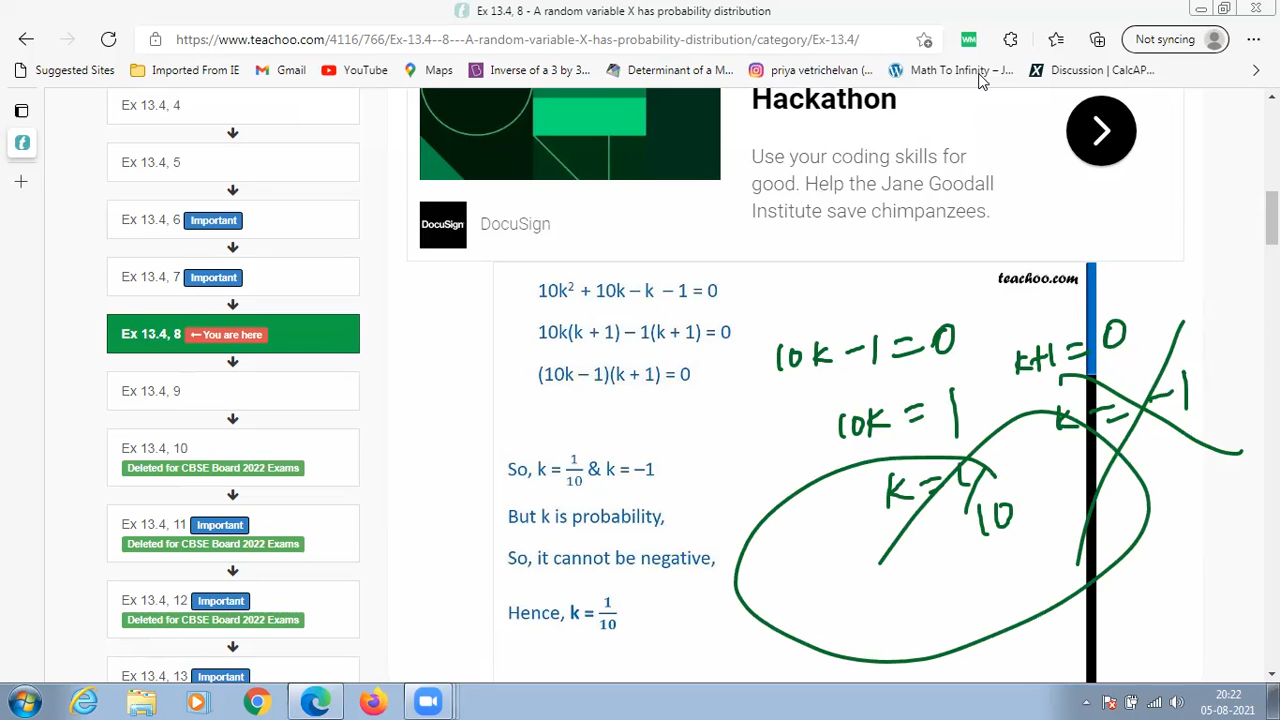 Ex 13.4, 8 - A random variable X has probability distribution
https://www.teachoo.com/4116/766/Ex-13.4--8---A-random-variable-X-has-probability-distribution/category/Ex-13.4/
Not syncing
Suggested Sites
Imported From IE
Gmail
YouTube
Maps
Inverse of a 3 by 3...
Determinant of a M...
priya vetrichelvan (...
Math To Infinity – J...
Discussion | CalcAP...
Ex 13.4, 4
Ex 13.4, 5
Ex 13.4, 6 Important
Ex 13.4, 7 Important
Ex 13.4, 8 ←You are here
Ex 13.4, 9
Ex 13.4, 10
Deleted for CBSE Board 2022 Exams
Ex 13.4, 11 Important
Deleted for CBSE Board 2022 Exams
Ex 13.4, 12 Important
Deleted for CBSE Board 2022 Exams
Ex 13.4, 13 Important
Hackathon
Use your coding skills for
good. Help the Jane Goodall
Institute save chimpanzees.
DocuSign
DocuSign
teachoo.com
10k² + 10k – k – 1 = 0
10k(k + 1) – 1(k + 1) = 0
(10k – 1)(k + 1) = 0
So, k = 1/10 & k = –1
But k is probability,
So, it cannot be negative,
Hence, k = 1/10
10k - 1 = 0
10k = 1
k = 1/10
k+1 = 0
k = -1
20:22
05-08-2021